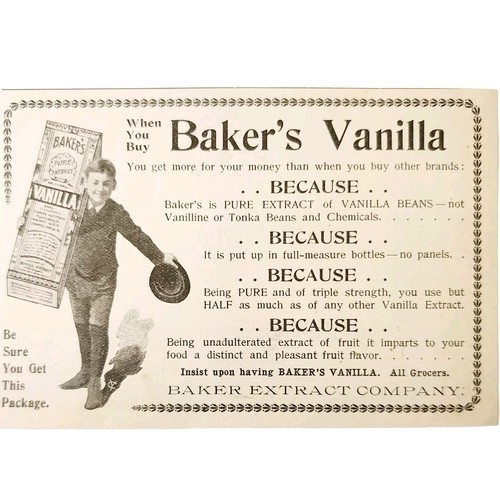 When
You
Buy
Baker's Vanilla
You get more for your money than when you buy other brands:
. . BECAUSE . .
Baker's is PURE EXTRACT of VANILLA BEANS—not
Vanilline or Tonka Beans and Chemicals. . . . . . .
. . BECAUSE . .
It is put up in full-measure bottles—no panels. .
. . BECAUSE . .
Being PURE and of triple strength, you use but
HALF as much as of any other Vanilla Extract.
. . BECAUSE . .
Being unadulterated extract of fruit it imparts to your
food a distinct and pleasant fruit flavor. . . . . . .
Insist upon having BAKER'S VANILLA. All Grocers.
BAKER EXTRACT COMPANY.
BAKER'S
PURE
EXTRACT
VANILLA
Be
Sure
You Get
This
Package.